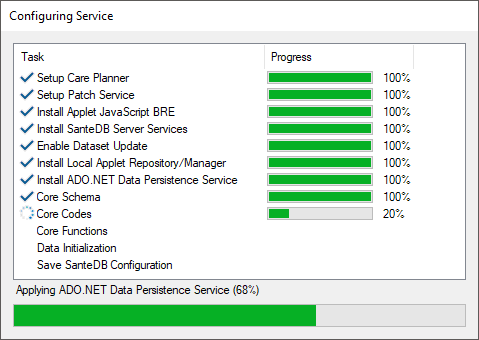 Configuring Service
Task Progress
Setup Care Planner 100%
Setup Patch Service 100%
Install Applet JavaScript BRE 100%
Install SanteDB Server Services 100%
Enable Dataset Update 100%
Install Local Applet Repository/Manager 100%
Install ADO.NET Data Persistence Service 100%
Core Schema 100%
Core Codes 20%
Core Functions
Data Initialization
Save SanteDB Configuration
Applying ADO.NET Data Persistence Service (68%)